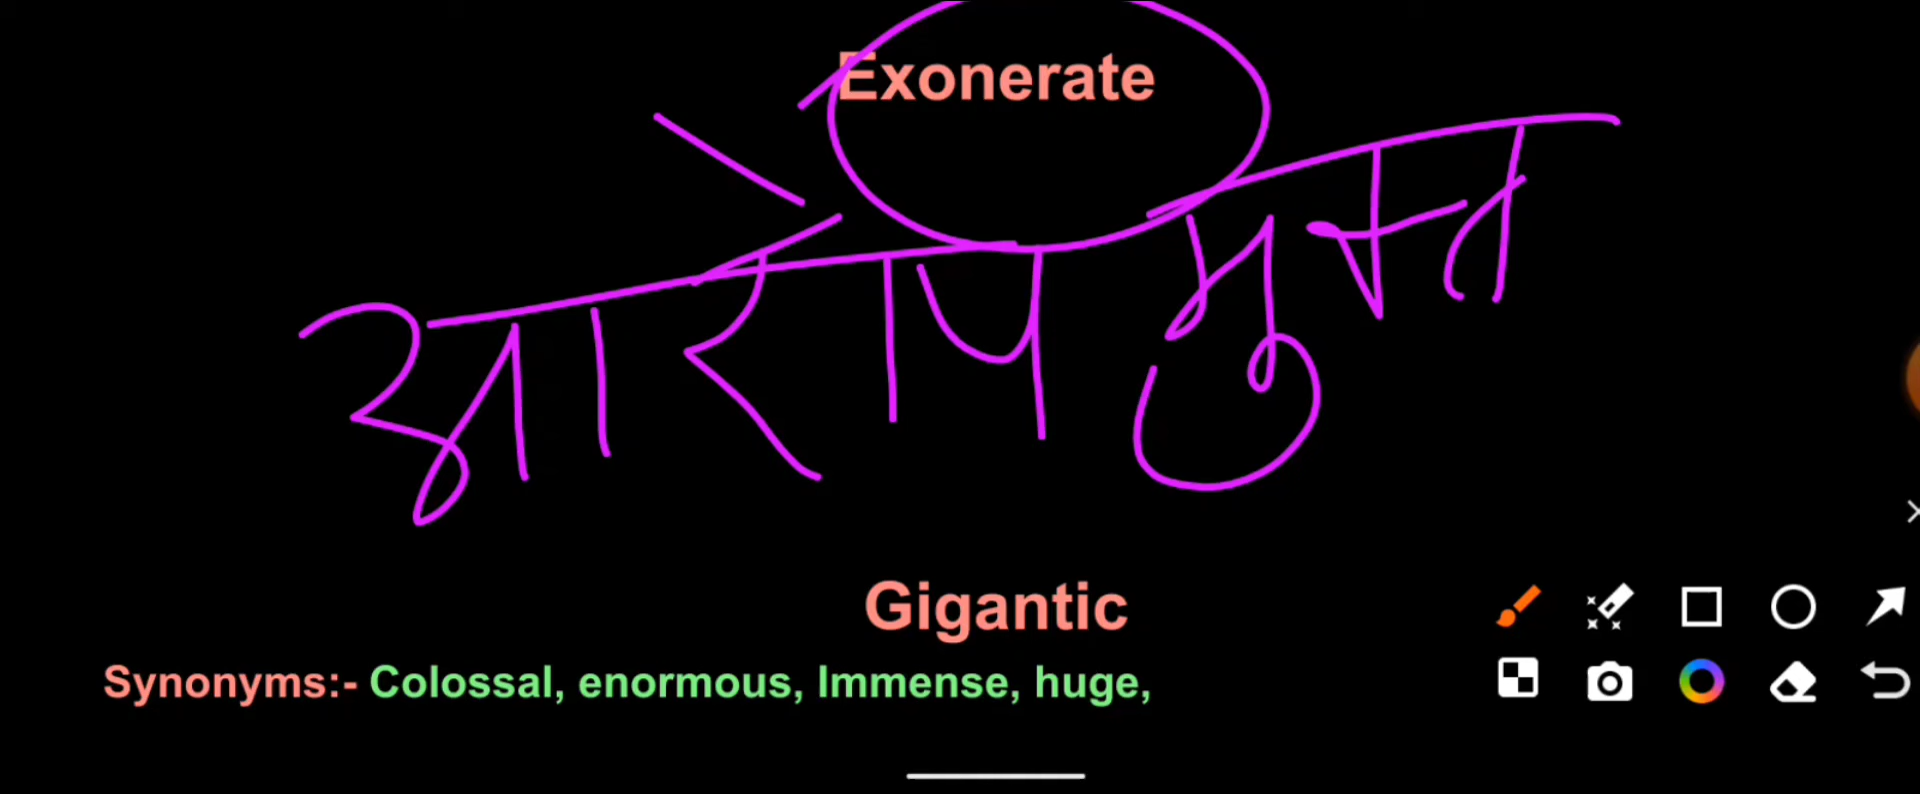 Exonerate
आरोप मुक्त
Gigantic
Synonyms:- Colossal, enormous, Immense, huge,